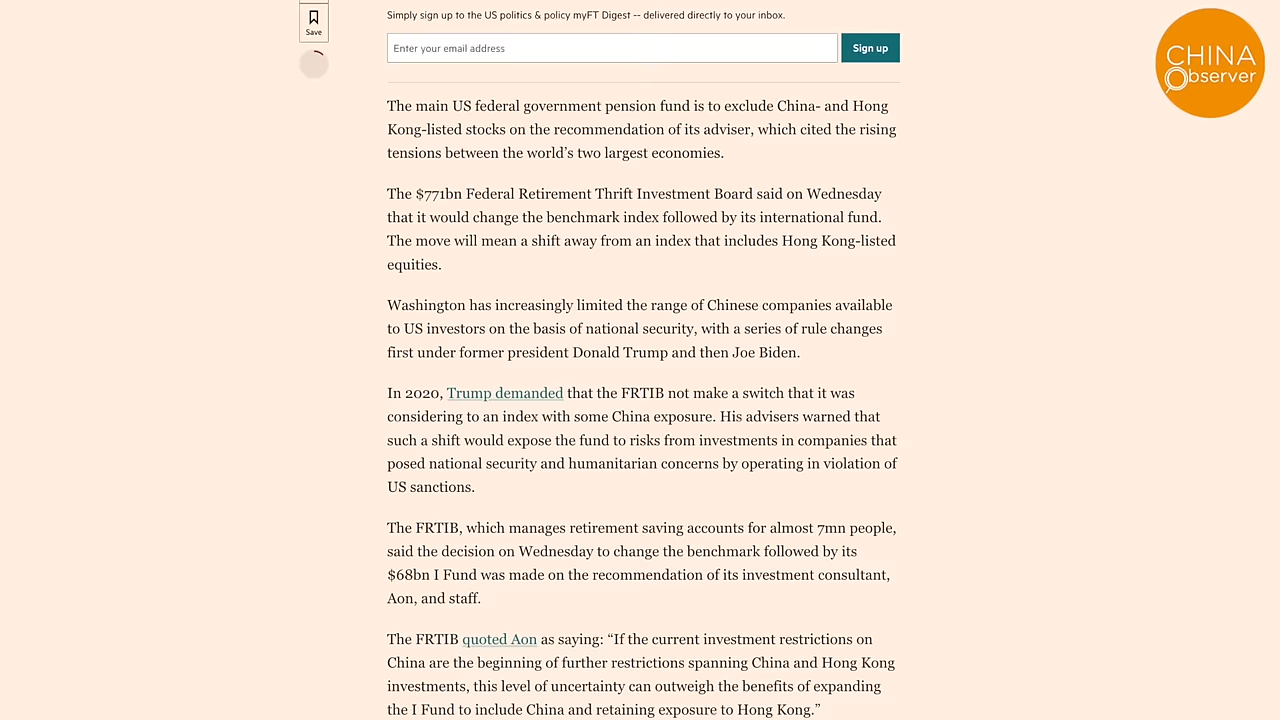 Save
Simply sign up to the US politics & policy myFT Digest -- delivered directly to your inbox.
Enter your email address
Sign up
CHINA
Observer
The main US federal government pension fund is to exclude China- and Hong
Kong-listed stocks on the recommendation of its adviser, which cited the rising
tensions between the world’s two largest economies.
The $771bn Federal Retirement Thrift Investment Board said on Wednesday
that it would change the benchmark index followed by its international fund.
The move will mean a shift away from an index that includes Hong Kong-listed
equities.
Washington has increasingly limited the range of Chinese companies available
to US investors on the basis of national security, with a series of rule changes
first under former president Donald Trump and then Joe Biden.
In 2020, Trump demanded that the FRTIB not make a switch that it was
considering to an index with some China exposure. His advisers warned that
such a shift would expose the fund to risks from investments in companies that
posed national security and humanitarian concerns by operating in violation of
US sanctions.
The FRTIB, which manages retirement saving accounts for almost 7mn people,
said the decision on Wednesday to change the benchmark followed by its
$68bn I Fund was made on the recommendation of its investment consultant,
Aon, and staff.
The FRTIB quoted Aon as saying: “If the current investment restrictions on
China are the beginning of further restrictions spanning China and Hong Kong
investments, this level of uncertainty can outweigh the benefits of expanding
the I Fund to include China and retaining exposure to Hong Kong.”